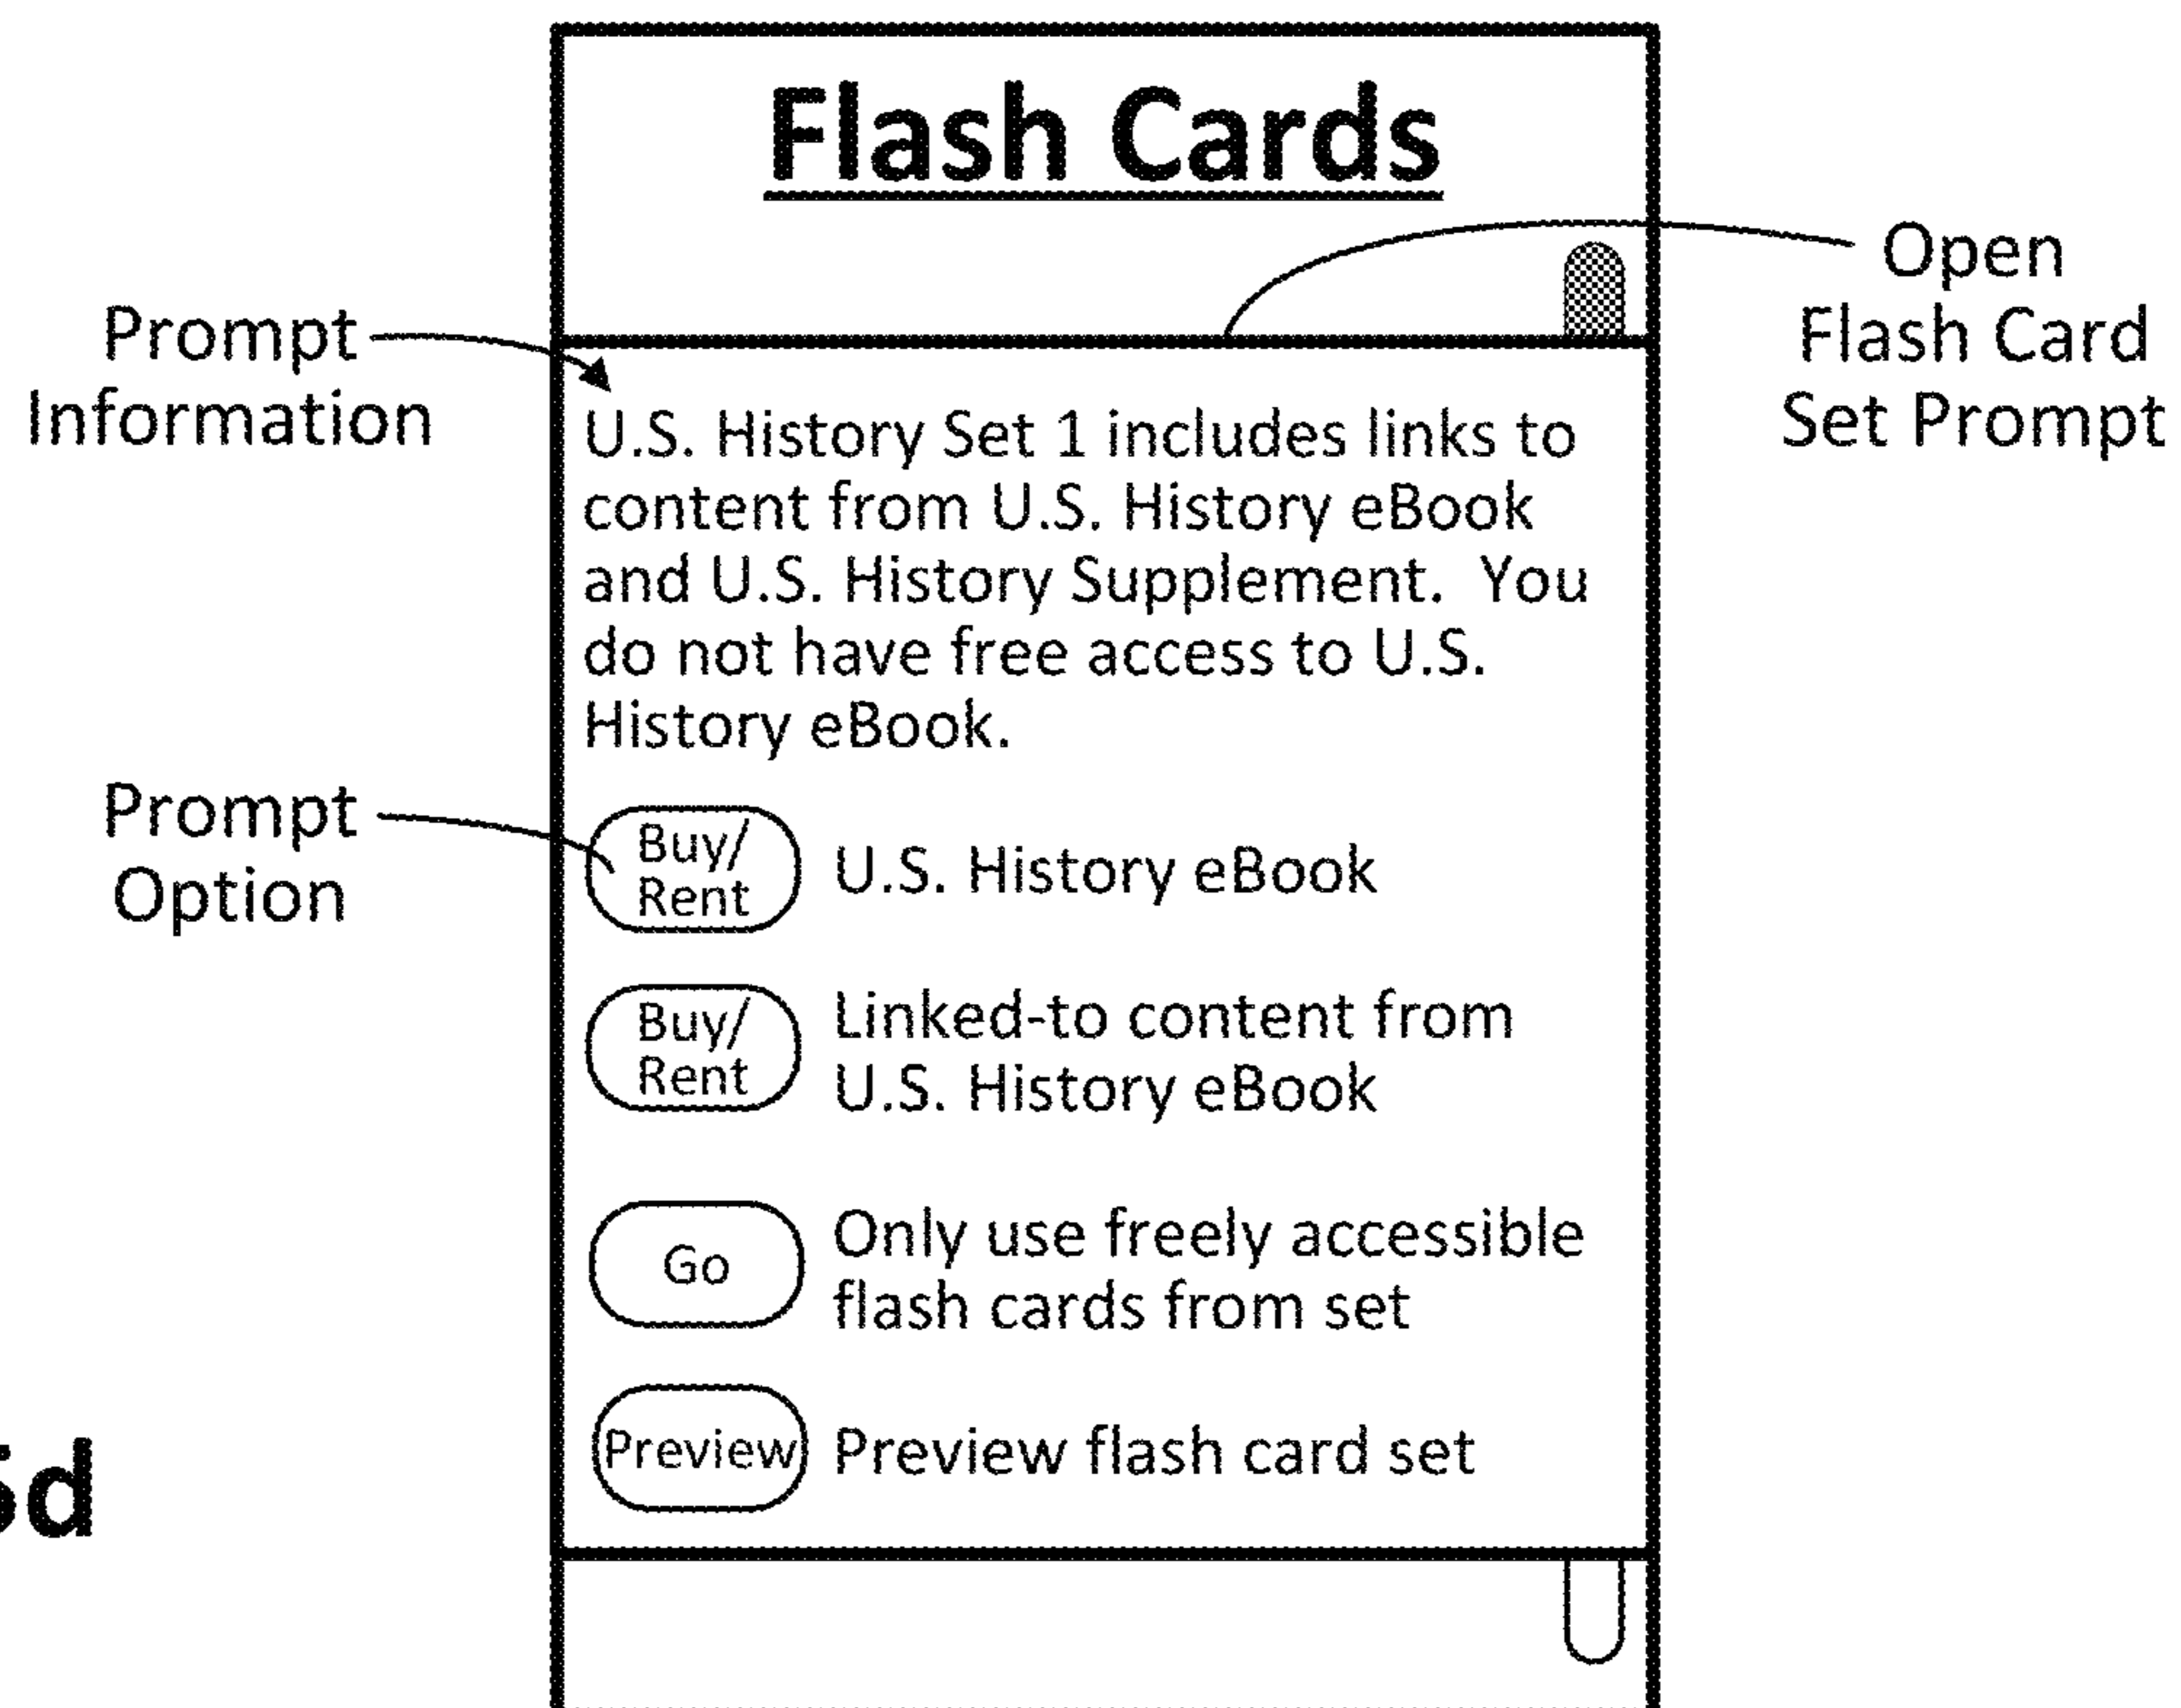 Flash Cards
Open
Flash Card
Set Prompt
Prompt
Information
U.S. History Set 1 includes links to
content from U.S. History eBook
and U.S. History Supplement.  You
do not have free access to U.S.
History eBook.
Prompt
Option
Buy/
Rent
U.S. History eBook
Buy/
Rent
Linked-to content from
U.S. History eBook
Go
Only use freely accessible
flash cards from set
Preview
Preview flash card set
d